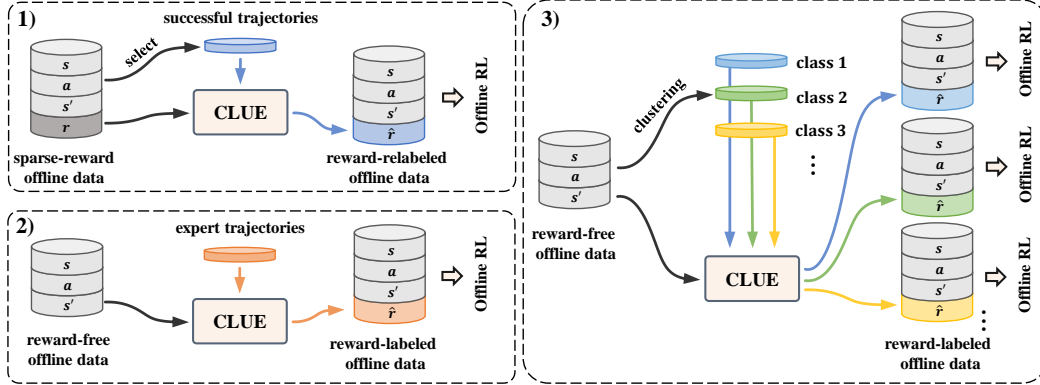 1)
successful trajectories
select
s
a
s′
r
CLUE
s
a
s′
r̂
Offline RL
sparse-reward
offline data
reward-relabeled
offline data
2)
expert trajectories
s
a
s′
CLUE
s
a
s′
r̂
Offline RL
reward-free
offline data
reward-labeled
offline data
3)
clustering
class 1
class 2
class 3
⋮
s
a
s′
reward-free
offline data
CLUE
s
a
s′
r̂
Offline RL
s
a
s′
r̂
Offline RL
s
a
s′
r̂
Offline RL
⋮
reward-labeled
offline data